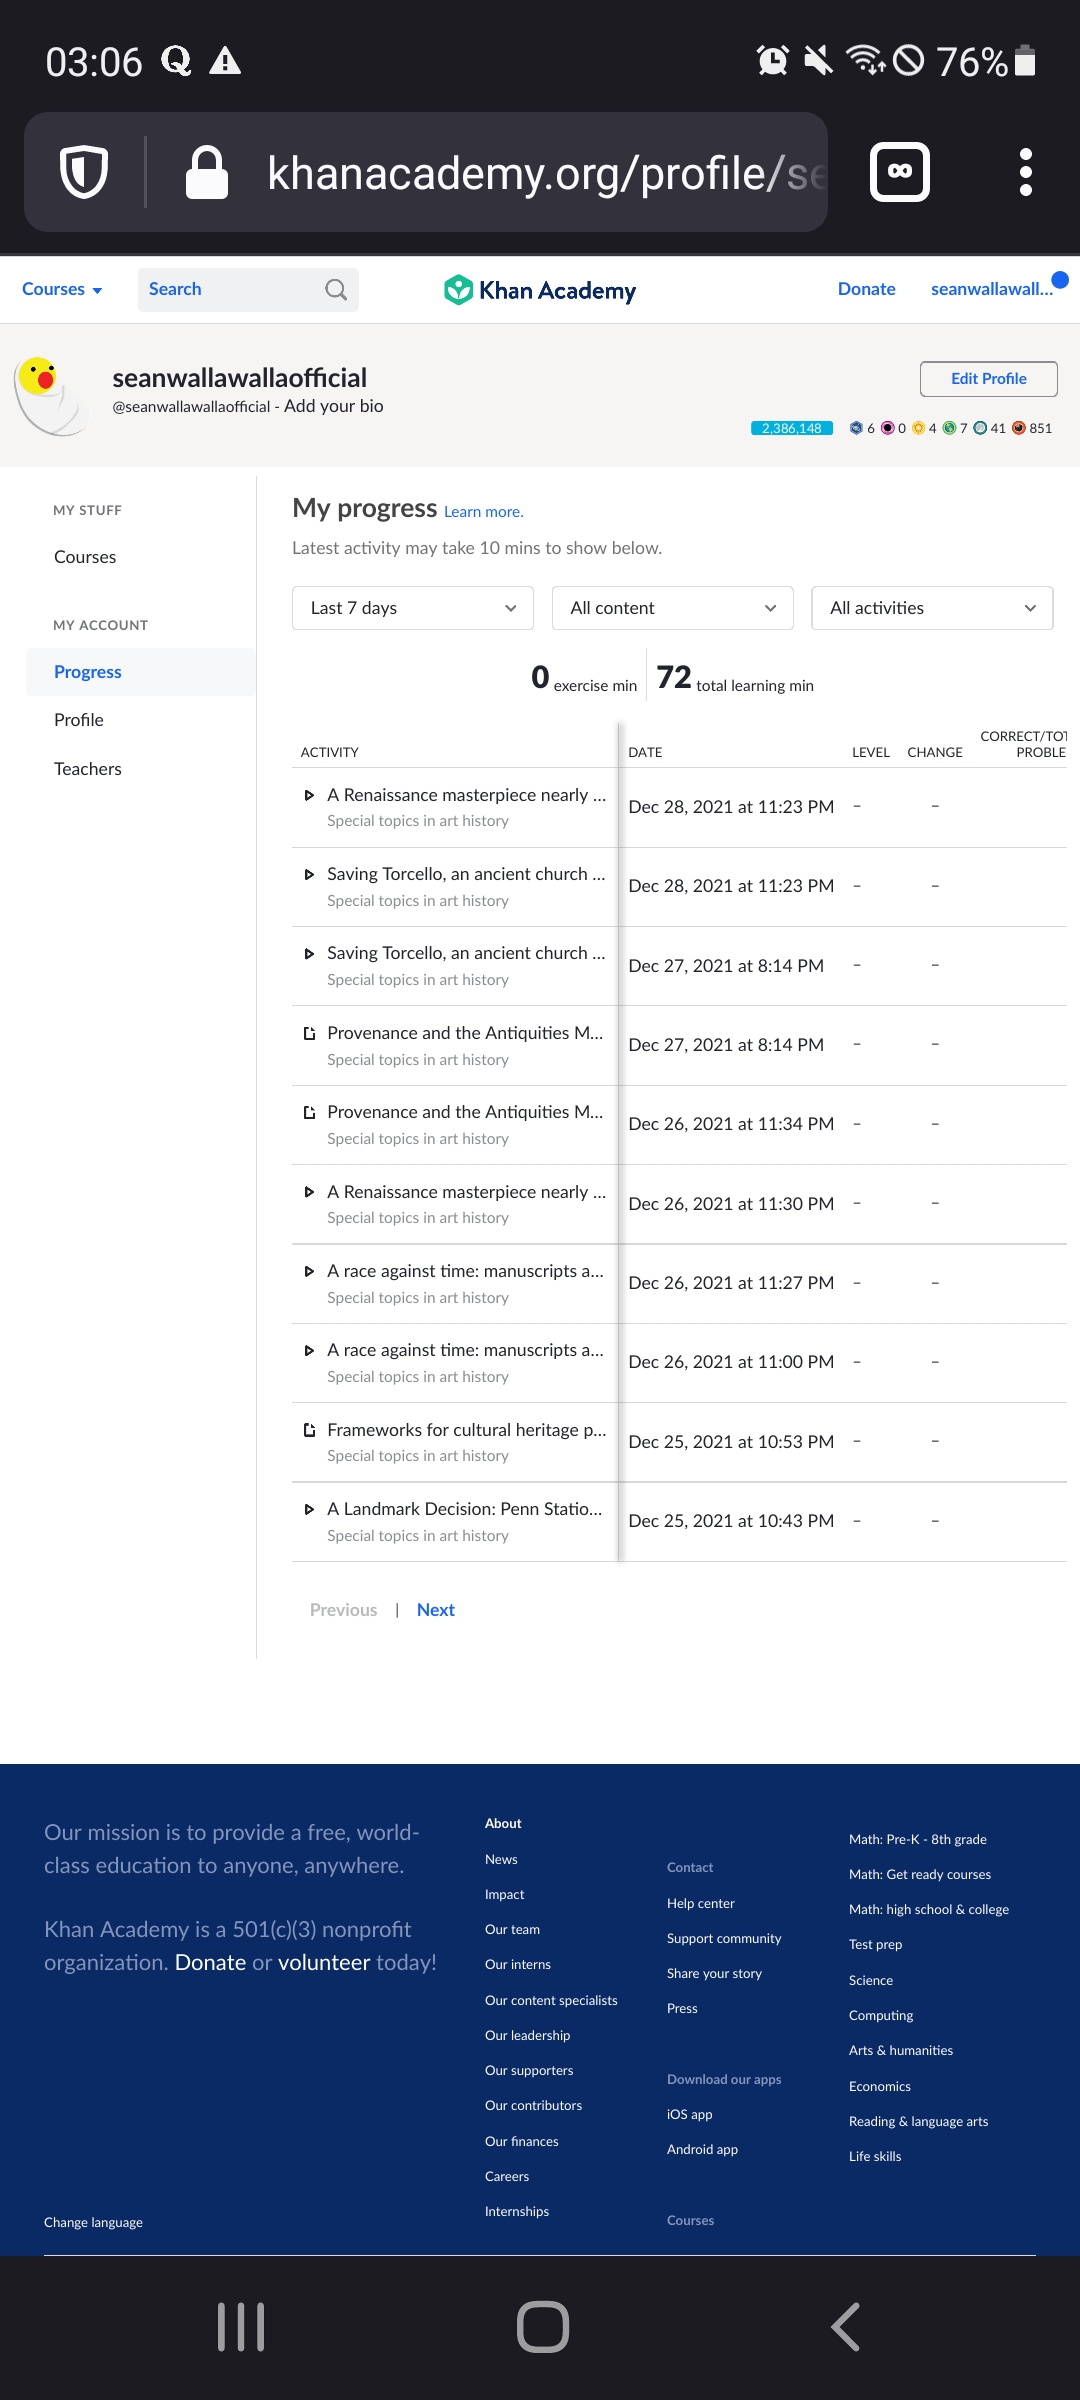 03:06
76%
khanacademy.org/profile/se
Courses
Search
Khan Academy
Donate
seanwallawall...
seanwallawallaofficial
@seanwallawallaofficial - Add your bio
Edit Profile
2,386,148 6 0 4 7 41 851
MY STUFF
Courses
MY ACCOUNT
Progress
Profile
Teachers
My progress Learn more.
Latest activity may take 10 mins to show below.
Last 7 days
All content
All activities
0 exercise min
72 total learning min
ACTIVITY DATE LEVEL CHANGE CORRECT/TOT
PROBLE
A Renaissance masterpiece nearly ...
Special topics in art history
Dec 28, 2021 at 11:23 PM – –
Saving Torcello, an ancient church ...
Special topics in art history
Dec 28, 2021 at 11:23 PM – –
Saving Torcello, an ancient church ...
Special topics in art history
Dec 27, 2021 at 8:14 PM – –
Provenance and the Antiquities M...
Special topics in art history
Dec 27, 2021 at 8:14 PM – –
Provenance and the Antiquities M...
Special topics in art history
Dec 26, 2021 at 11:34 PM – –
A Renaissance masterpiece nearly ...
Special topics in art history
Dec 26, 2021 at 11:30 PM – –
A race against time: manuscripts a...
Special topics in art history
Dec 26, 2021 at 11:27 PM – –
A race against time: manuscripts a...
Special topics in art history
Dec 26, 2021 at 11:00 PM – –
Frameworks for cultural heritage p...
Special topics in art history
Dec 25, 2021 at 10:53 PM – –
A Landmark Decision: Penn Statio...
Special topics in art history
Dec 25, 2021 at 10:43 PM – –
Previous | Next
Our mission is to provide a free, world-
class education to anyone, anywhere.
Khan Academy is a 501(c)(3) nonprofit
organization. Donate or volunteer today!
Change language
About
News
Impact
Our team
Our interns
Our content specialists
Our leadership
Our supporters
Our contributors
Our finances
Careers
Internships
Contact
Help center
Support community
Share your story
Press
Download our apps
iOS app
Android app
Courses
Math: Pre-K - 8th grade
Math: Get ready courses
Math: high school & college
Test prep
Science
Computing
Arts & humanities
Economics
Reading & language arts
Life skills